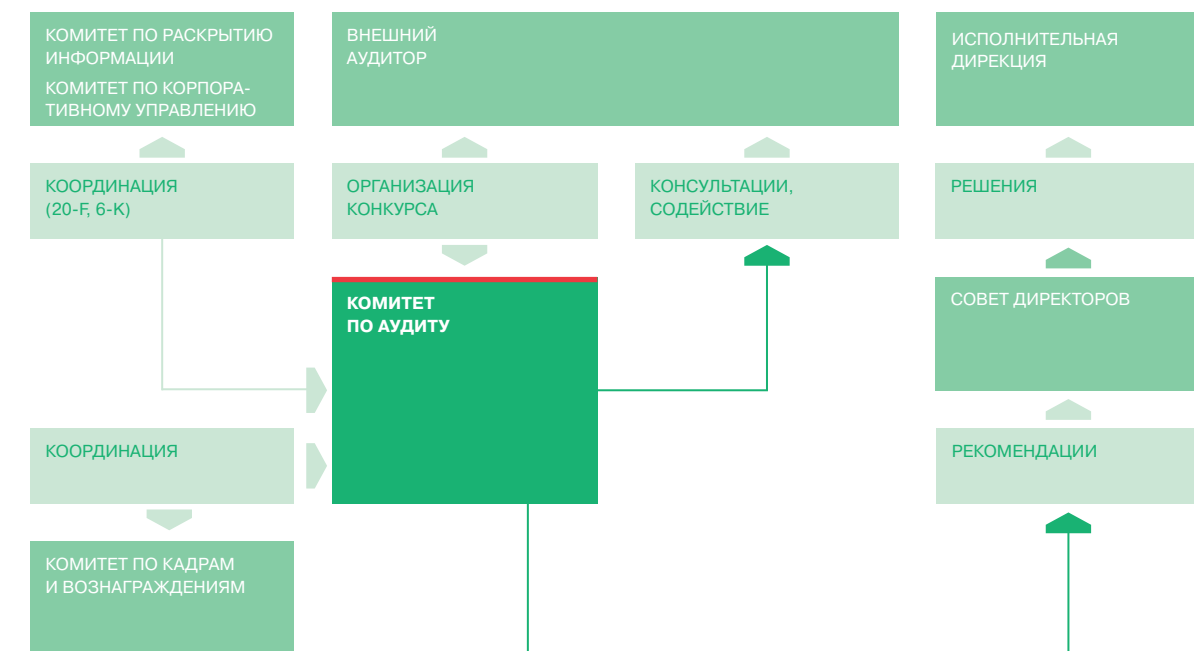 КОМИТЕТ ПО РАСКРЫТИЮ
ИНФОРМАЦИИ
КОМИТЕТ ПО КОРПОРА-
ТИВНОМУ УПРАВЛЕНИЮ
ВНЕШНИЙ
АУДИТОР
ИСПОЛНИТЕЛЬНАЯ
ДИРЕКЦИЯ
КООРДИНАЦИЯ
(20-F, 6-K)
ОРГАНИЗАЦИЯ
КОНКУРСА
КОНСУЛЬТАЦИИ,
СОДЕЙСТВИЕ
РЕШЕНИЯ
КОМИТЕТ
ПО АУДИТУ
СОВЕТ ДИРЕКТОРОВ
КООРДИНАЦИЯ
РЕКОМЕНДАЦИИ
КОМИТЕТ ПО КАДРАМ
И ВОЗНАГРАЖДЕНИЯМ